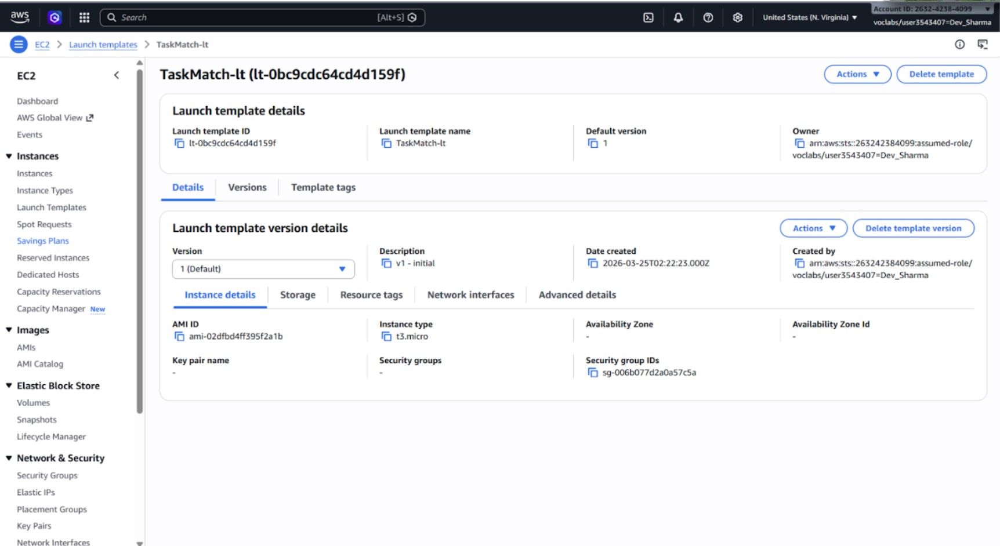 aws
Search
[Alt+S]
United States (N. Virginia)
Account ID: 2632-4238-4099
voclabs/user3543407=Dev_Sharma
EC2
Launch templates
TaskMatch-lt
EC2
Dashboard
AWS Global View
Events
Instances
Instances
Instance Types
Launch Templates
Spot Requests
Savings Plans
Reserved Instances
Dedicated Hosts
Capacity Reservations
Capacity Manager New
Images
AMIs
AMI Catalog
Elastic Block Store
Volumes
Snapshots
Lifecycle Manager
Network & Security
Security Groups
Elastic IPs
Placement Groups
Key Pairs
Network Interfaces
TaskMatch-lt (lt-0bc9cdc64cd4d159f)
Actions
Delete template
Launch template details
Launch template ID
lt-0bc9cdc64cd4d159f
Launch template name
TaskMatch-lt
Default version
1
Owner
arn:aws:sts::263242384099:assumed-role/
voclabs/user3543407=Dev_Sharma
Details
Versions
Template tags
Launch template version details
Actions
Delete template version
Version
1 (Default)
Description
v1 - initial
Date created
2026-03-25T02:22:23.000Z
Created by
arn:aws:sts::263242384099:assumed-role/
voclabs/user3543407=Dev_Sharma
Instance details
Storage
Resource tags
Network interfaces
Advanced details
AMI ID
ami-02dfbd4ff395f2a1b
Instance type
t3.micro
Availability Zone
-
Availability Zone Id
-
Key pair name
-
Security groups
-
Security group IDs
sg-006b077d2a0a57c5a